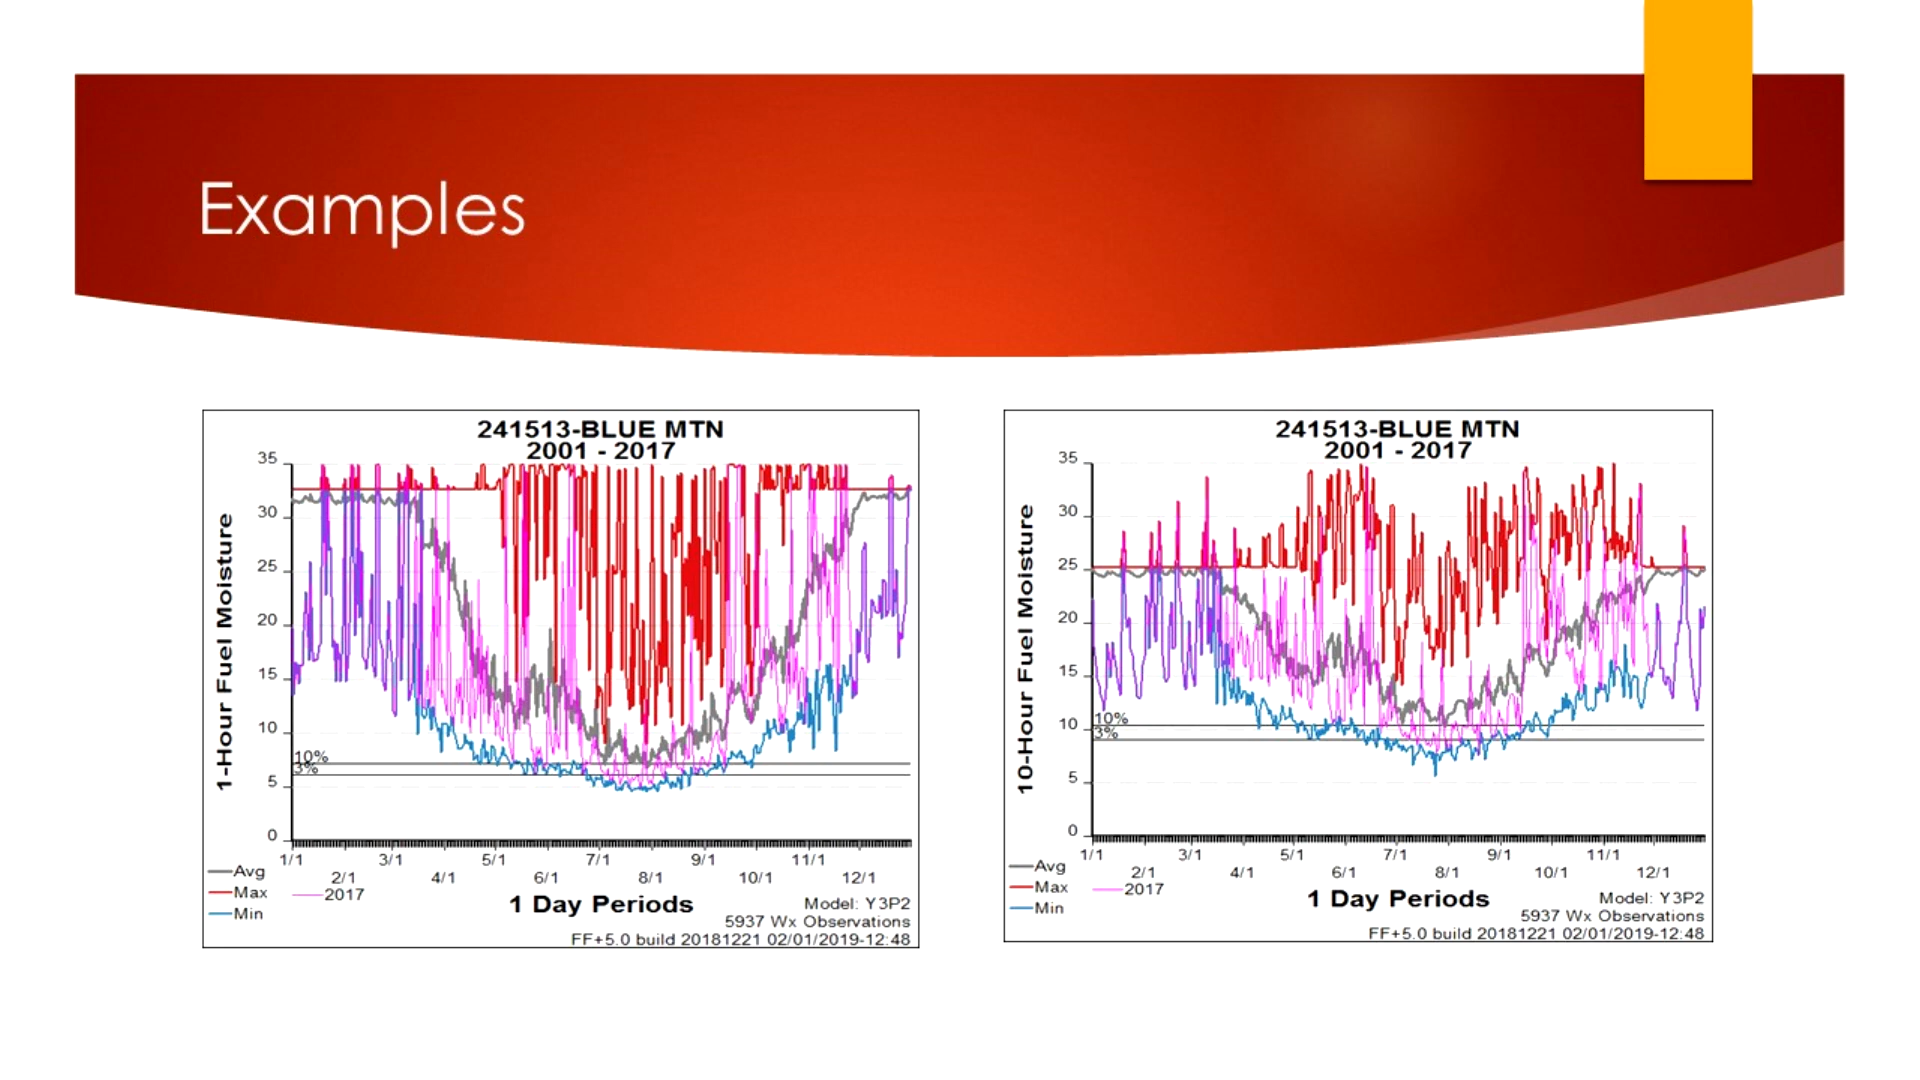 Examples
241513-BLUE MTN
2001 - 2017
1-Hour Fuel Moisture
35
30
25
20
15
10
5
0
10%
3%
1/1 3/1 5/1 7/1 9/1 11/1
2/1 4/1 6/1 8/1 10/1 12/1
Avg
Max 2017
Min
1 Day Periods
Model: Y3P2
5937 Wx Observations
FF+5.0 build 20181221 02/01/2019-12:48
241513-BLUE MTN
2001 - 2017
10-Hour Fuel Moisture
35
30
25
20
15
10
5
0
10%
3%
1/1 3/1 5/1 7/1 9/1 11/1
2/1 4/1 6/1 8/1 10/1 12/1
Avg
Max 2017
Min
1 Day Periods
Model: Y3P2
5937 Wx Observations
FF+5.0 build 20181221 02/01/2019-12:48